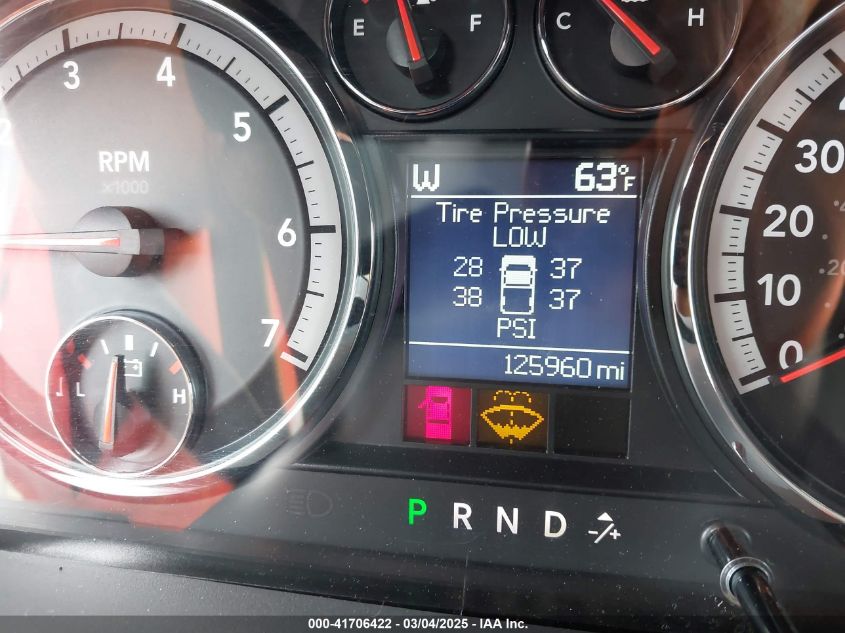 E F
C H
2 3 4 5 6 7
RPM
x1000
L H
W 63°F
Tire Pressure
LOW
28 37
38 37
PSI
125960 mi
30
20
10
0
P R N D -/+
000-41706422 - 03/04/2025 - IAA Inc.